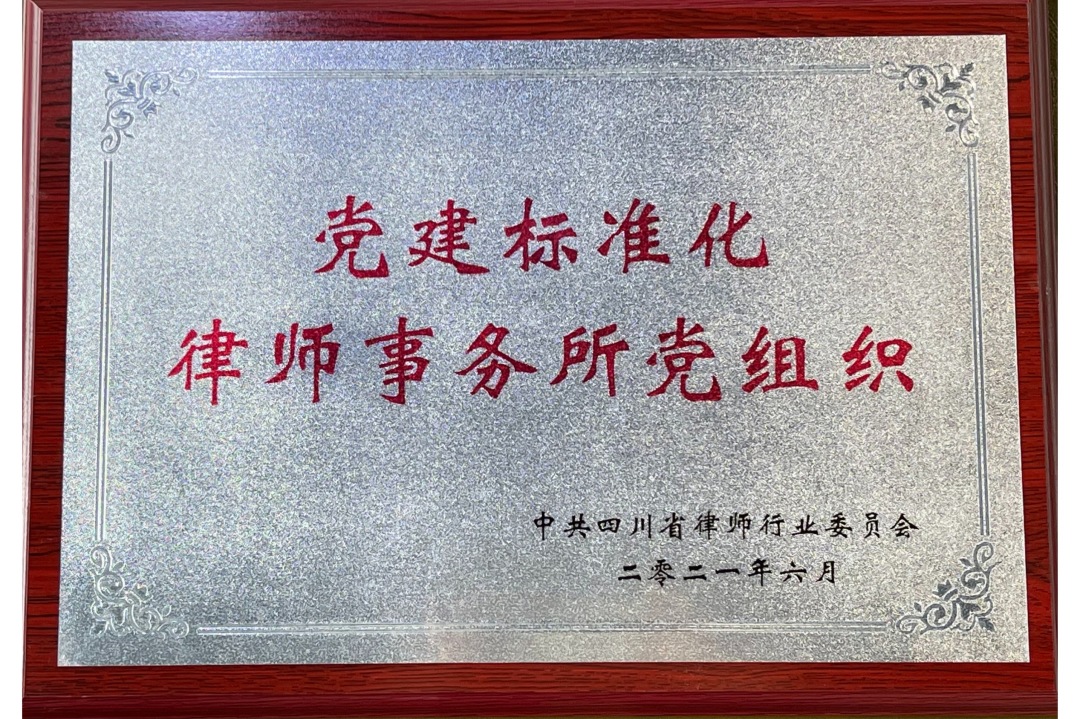 党建标准化
律师事务所党组织
中共四川省律师行业委员会
二零二一年六月